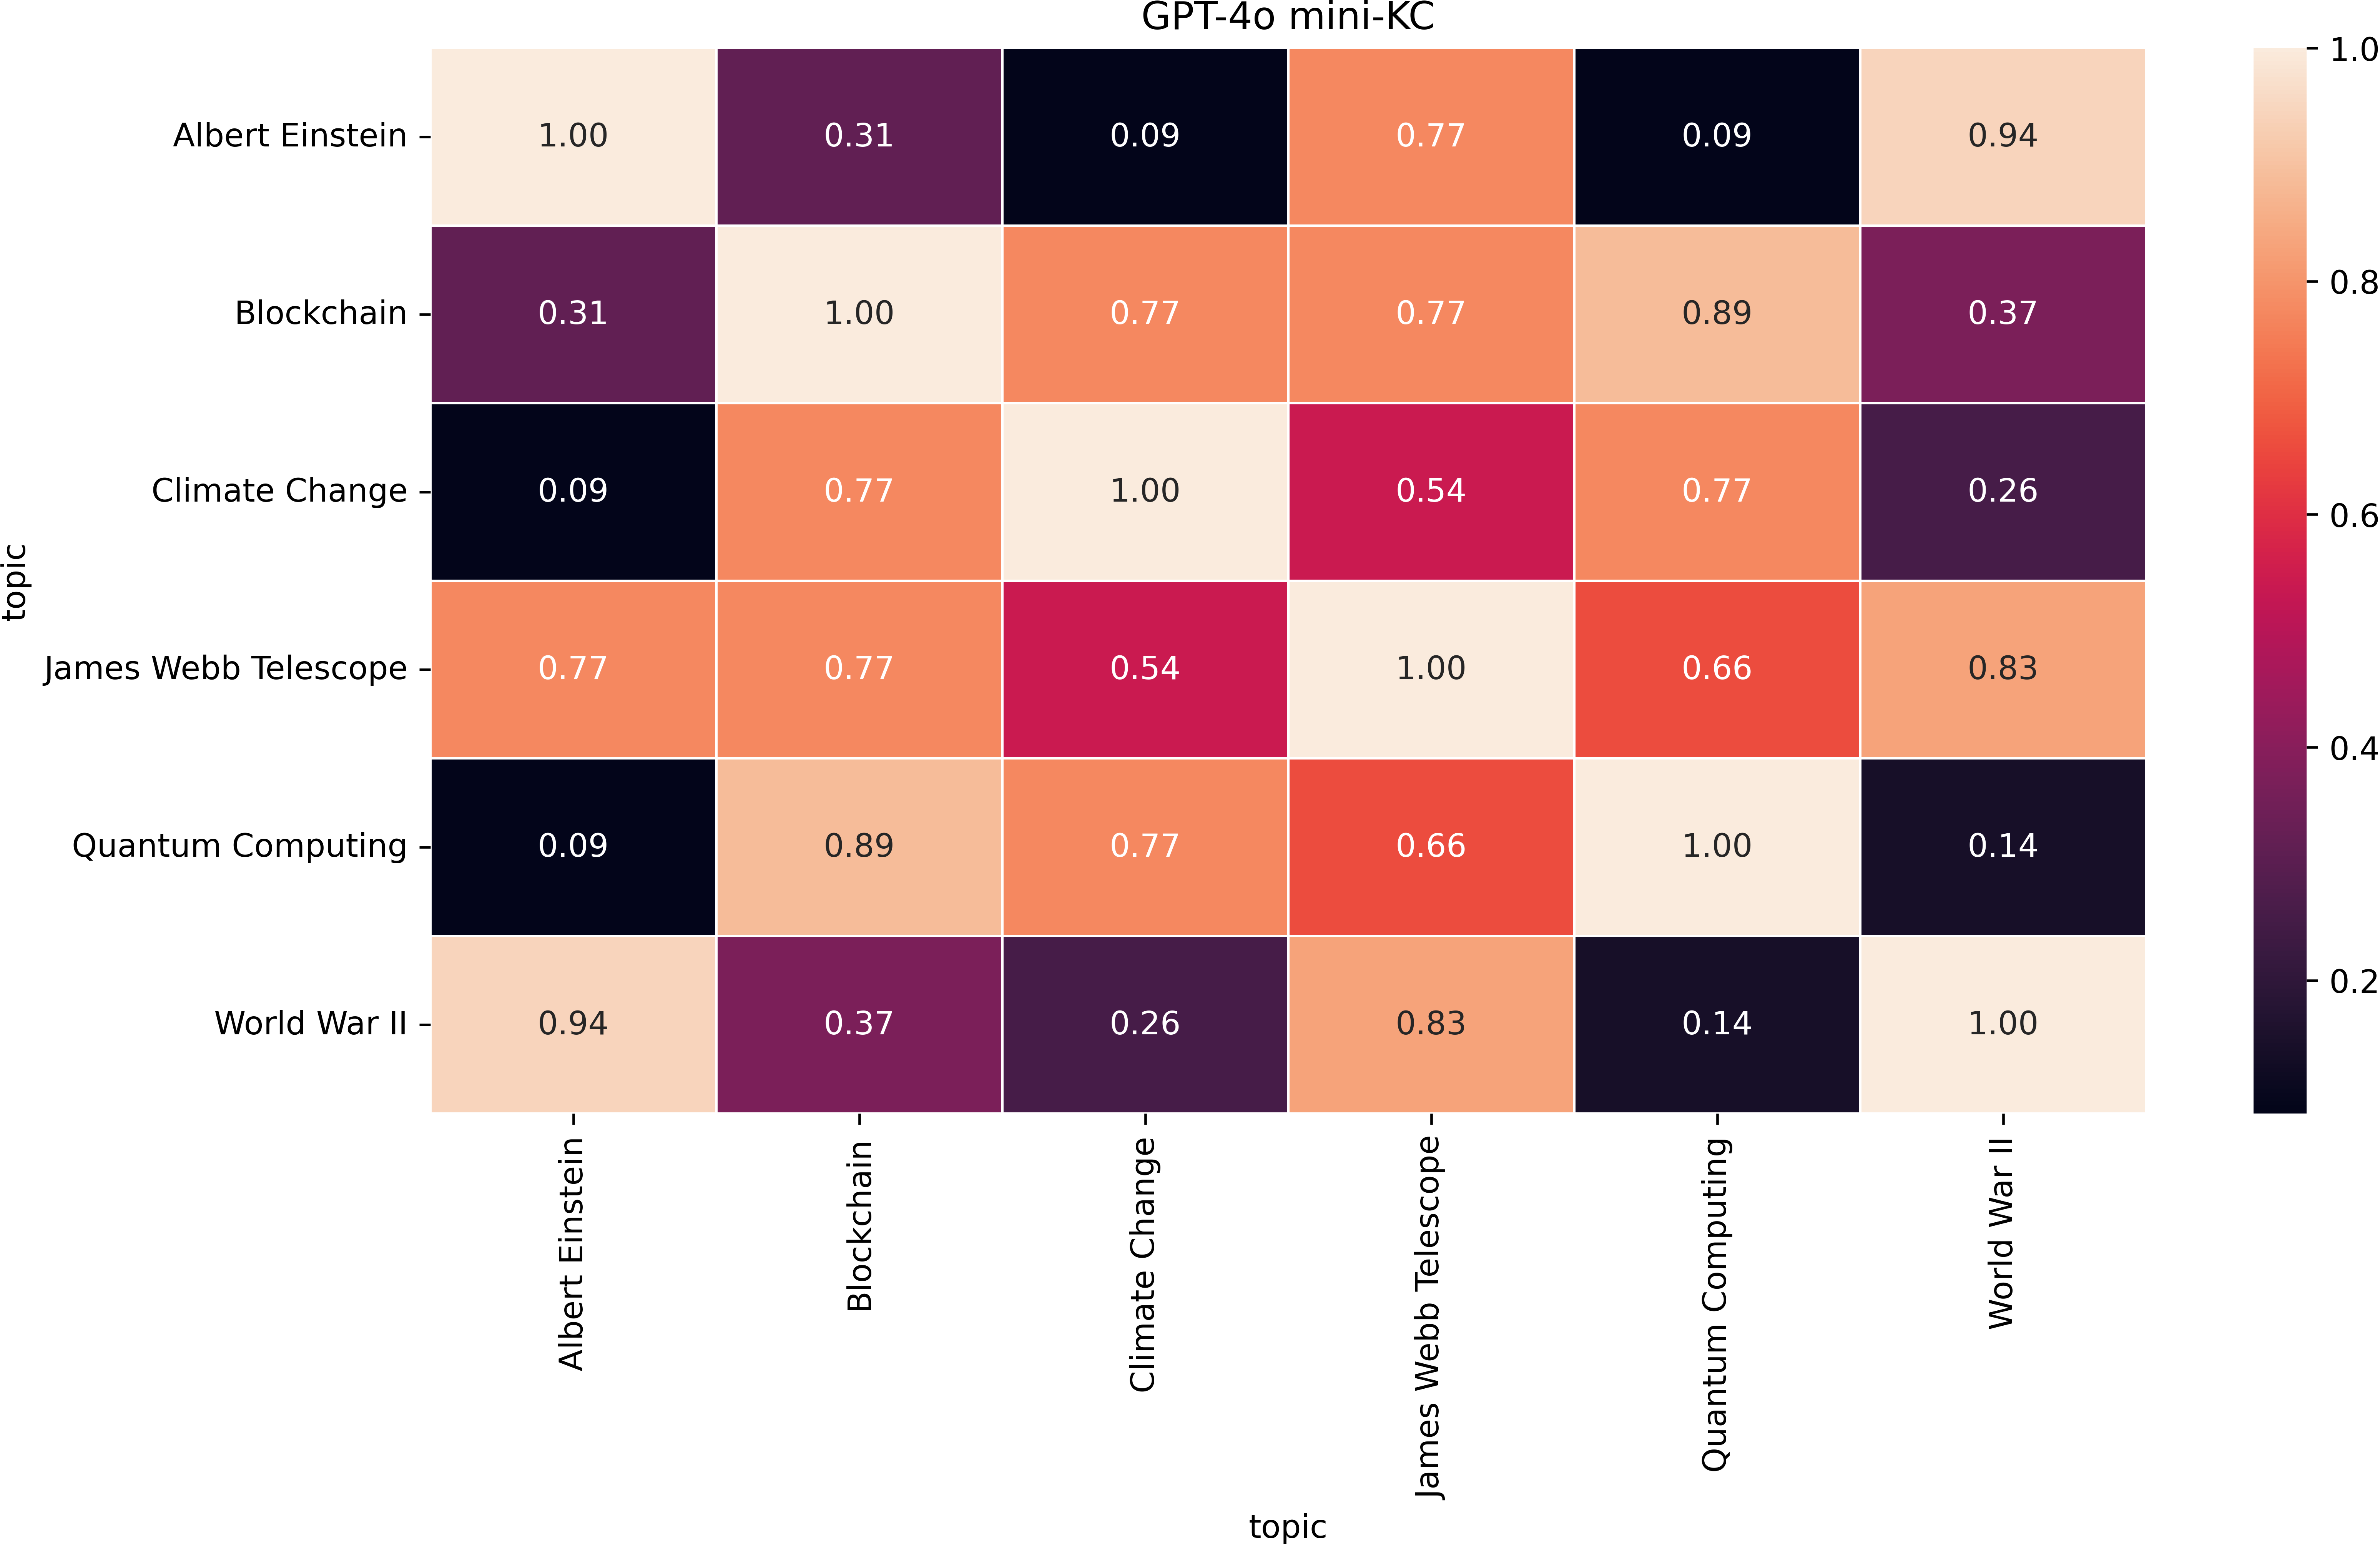 GPT-4o mini-KC
Albert Einstein 1.00 0.31 0.09 0.77 0.09 0.94
Blockchain 0.31 1.00 0.77 0.77 0.89 0.37
Climate Change 0.09 0.77 1.00 0.54 0.77 0.26
James Webb Telescope 0.77 0.77 0.54 1.00 0.66 0.83
Quantum Computing 0.09 0.89 0.77 0.66 1.00 0.14
World War II 0.94 0.37 0.26 0.83 0.14 1.00
topic
Albert Einstein
Blockchain
Climate Change
James Webb Telescope
Quantum Computing
World War II
topic
1.0
0.8
0.6
0.4
0.2